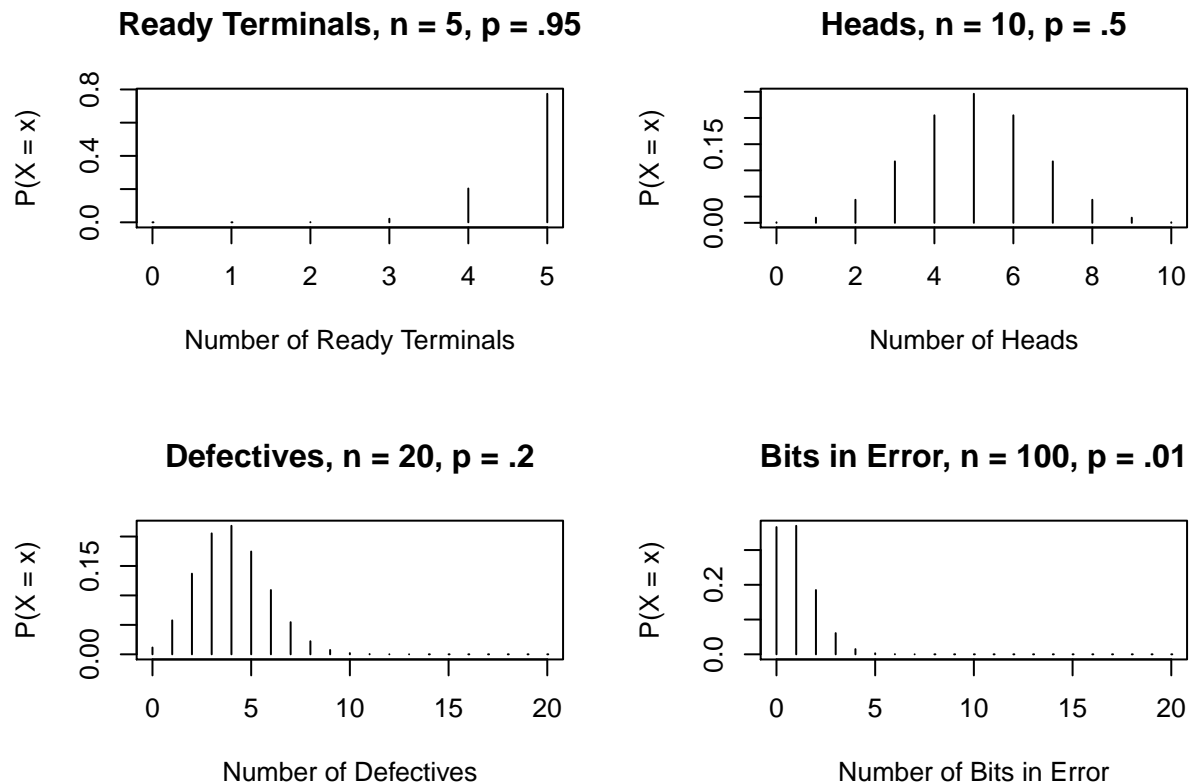 Ready Terminals, n = 5, p = .95
P(X = x)
0.0 0.4 0.8
0 1 2 3 4 5
Number of Ready Terminals
Heads, n = 10, p = .5
P(X = x)
0.00 0.15
0 2 4 6 8 10
Number of Heads
Defectives, n = 20, p = .2
P(X = x)
0.00 0.15
0 5 10 15 20
Number of Defectives
Bits in Error, n = 100, p = .01
P(X = x)
0.0 0.2
0 5 10 15 20
Number of Bits in Error